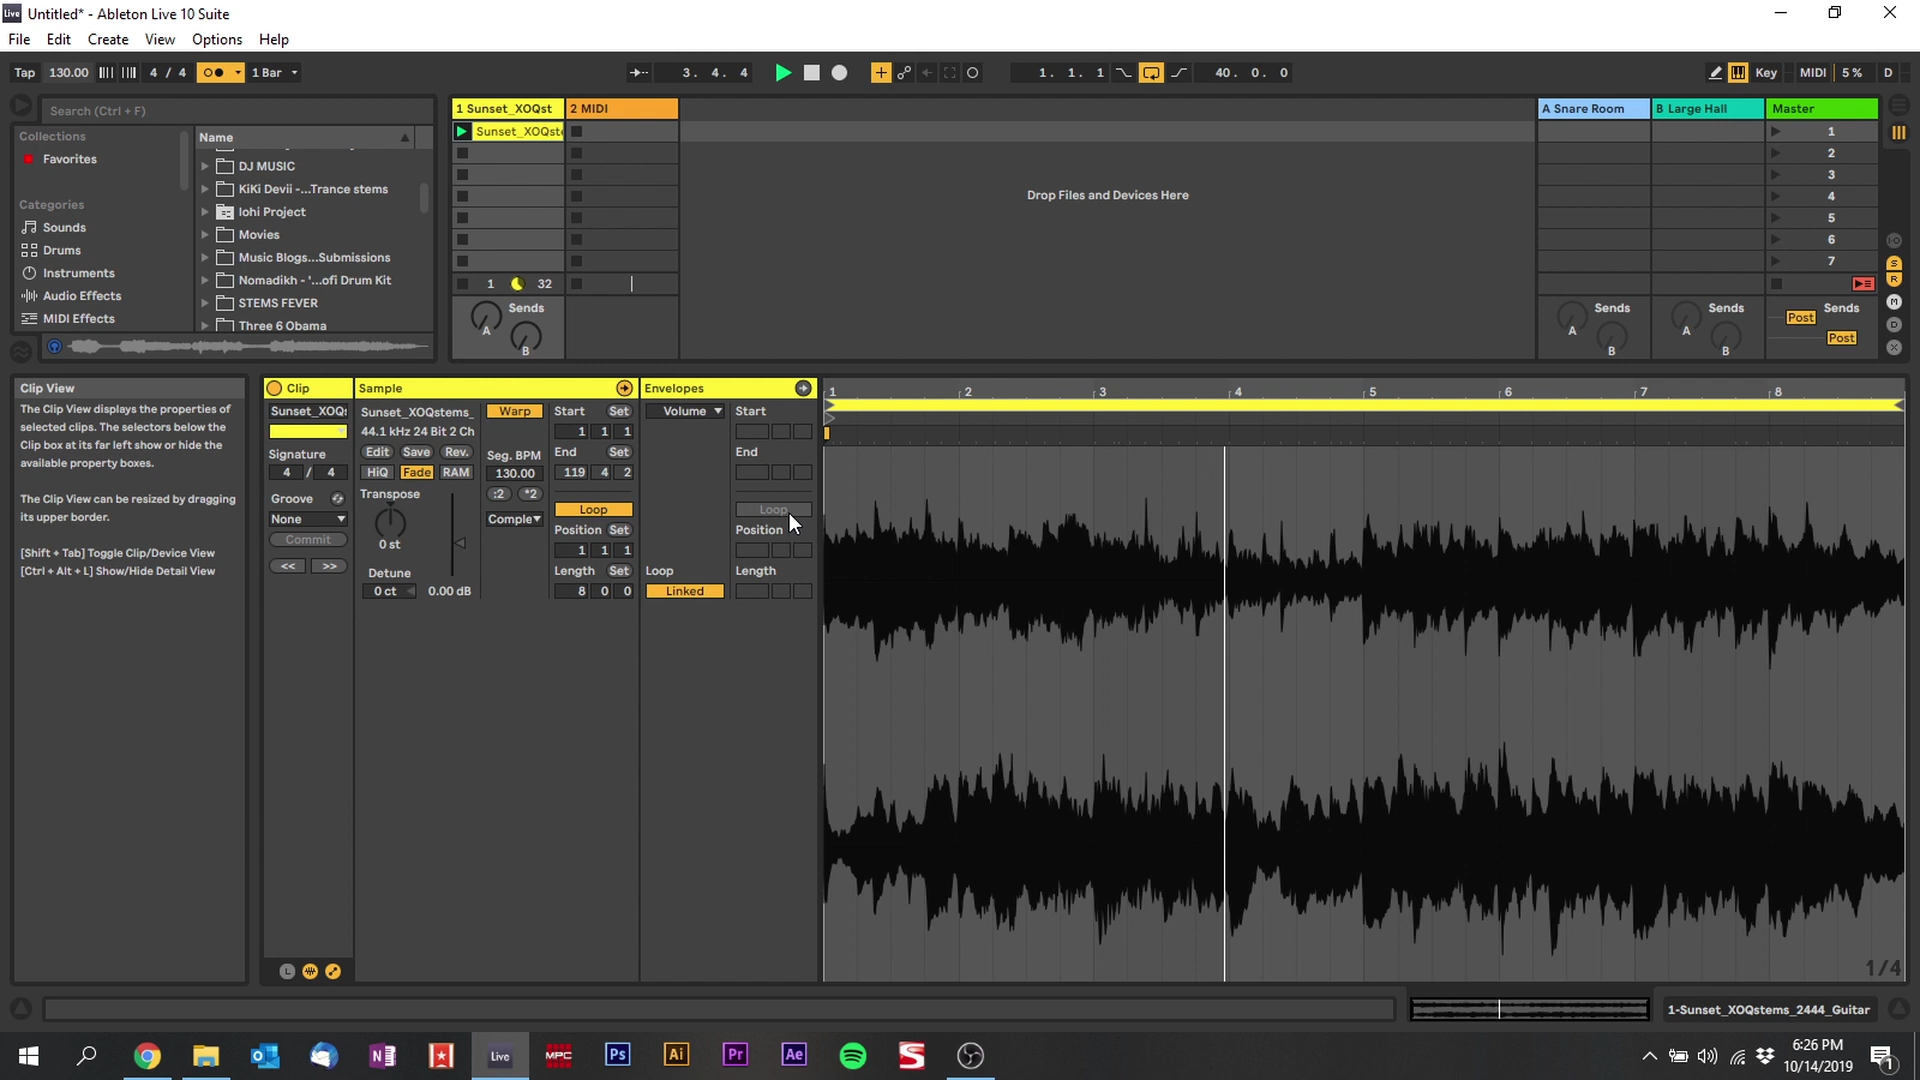 Live Untitled* - Ableton Live 10 Suite
File Edit Create View Options Help
Tap 130.00 4 / 4 1 Bar 3. 4. 4 1. 1. 1 40. 0. 0 Key MIDI 5 % D
Search (Ctrl + F)
Collections
Favorites
Categories
Sounds
Drums
Instruments
Audio Effects
MIDI Effects
Name
DJ MUSIC
KiKi Devii -...Trance stems
lohi Project
Movies
Music Blogs...Submissions
Nomadikh - '...ofi Drum Kit
STEMS FEVER
Three 6 Obama
1 Sunset_XOQst 2 MIDI
Sunset_XOQste
1 32
Sends
A
B
Drop Files and Devices Here
A Snare Room B Large Hall Master
1
2
3
4
5
6
7
Sends Sends Sends
A A Post
B B Post
S
R
M
D
X
Clip View
The Clip View displays the properties of
selected clips. The selectors below the
Clip box at its far left show or hide the
available property boxes.
The Clip View can be resized by dragging
its upper border.
[Shift + Tab] Toggle Clip/Device View
[Ctrl + Alt + L] Show/Hide Detail View
Clip
Sunset_XOQ
Signature
4 / 4
Groove
None
Commit
<< >>
L
Sample
Sunset_XOQstems_
44.1 kHz 24 Bit 2 Ch
Edit Save Rev.
HiQ Fade RAM
Transpose
0 st
Detune
0 ct 0.00 dB
Warp
Seg. BPM
130.00
:2 *2
Comple
Start Set
1 1 1
End Set
119 4 2
Loop
Position Set
1 1 1
Length Set
8 0 0
Envelopes
Volume
Loop
Linked
Start
End
Loop
Position
Length
1 2 3 4 5 6 7 8
1/4
1-Sunset_XOQstems_2444_Guitar
Live MPC Ps Ai Pr Ae
6:26 PM
10/14/2019
1